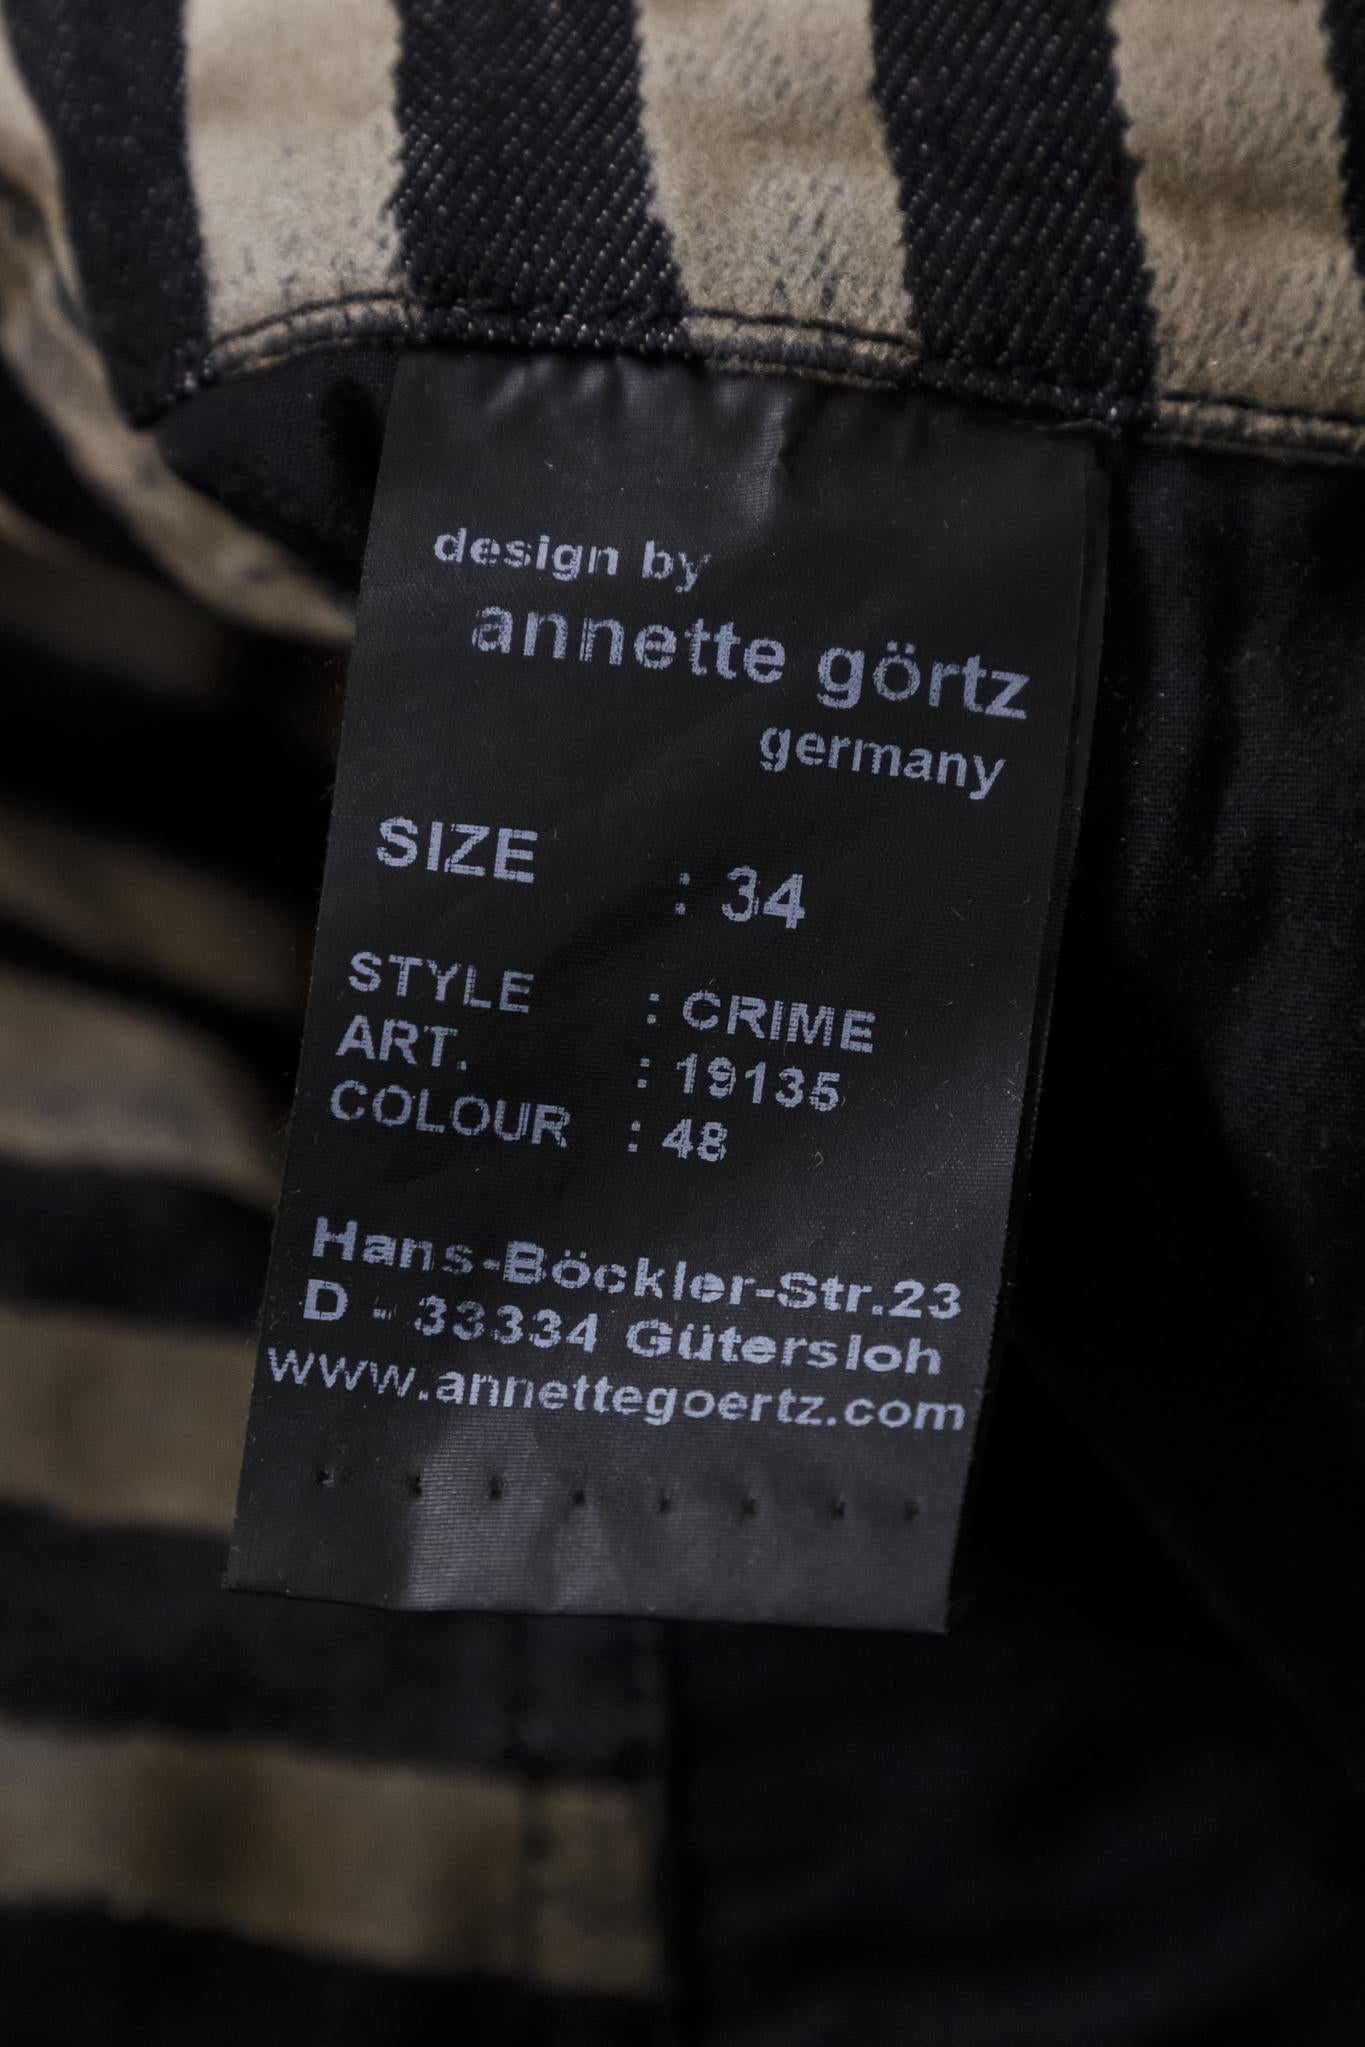 design by
annette görtz
germany
SIZE : 34
STYLE : CRIME
ART. : 19135
COLOUR : 48
Hans-Böckler-Str.23
D - 33334 Gütersloh
www.annettegoertz.com